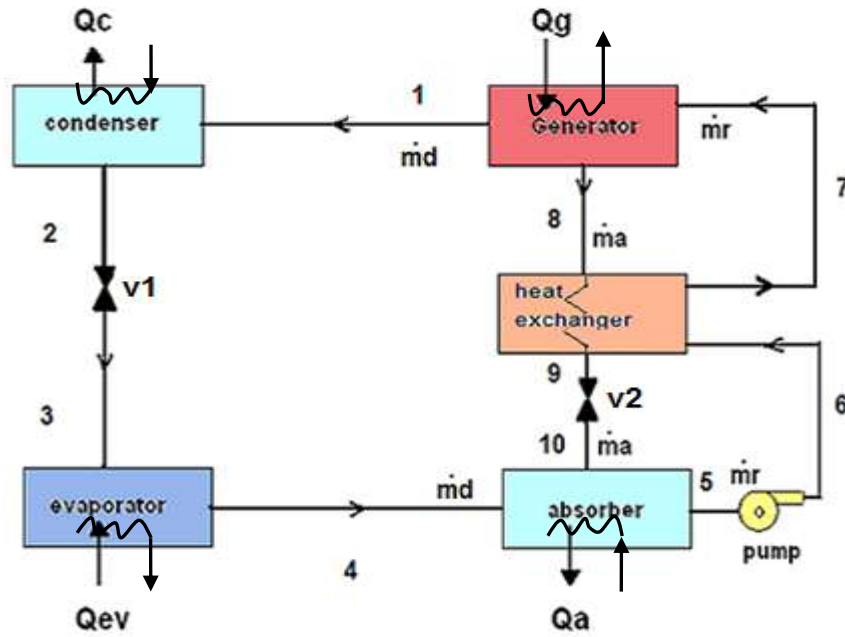 Qc
Qg
condenser
1
Generator
ṁd
ṁr
7
2
8
ṁa
v1
heat
exchanger
9
v2
6
3
10
ṁa
5
ṁr
evaporator
ṁd
absorber
pump
4
Qev
Qa